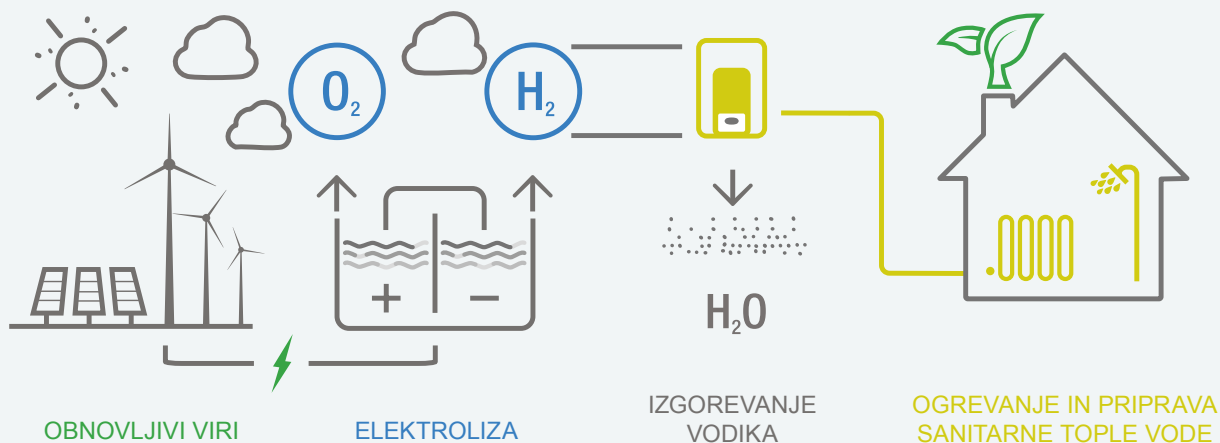 O₂
H₂
+ −
H₂O
OBNOVLJIVI VIRI
ELEKTROLIZA
IZGOREVANJE
VODIKA
OGREVANJE IN PRIPRAVA
SANITARNE TOPLE VODE